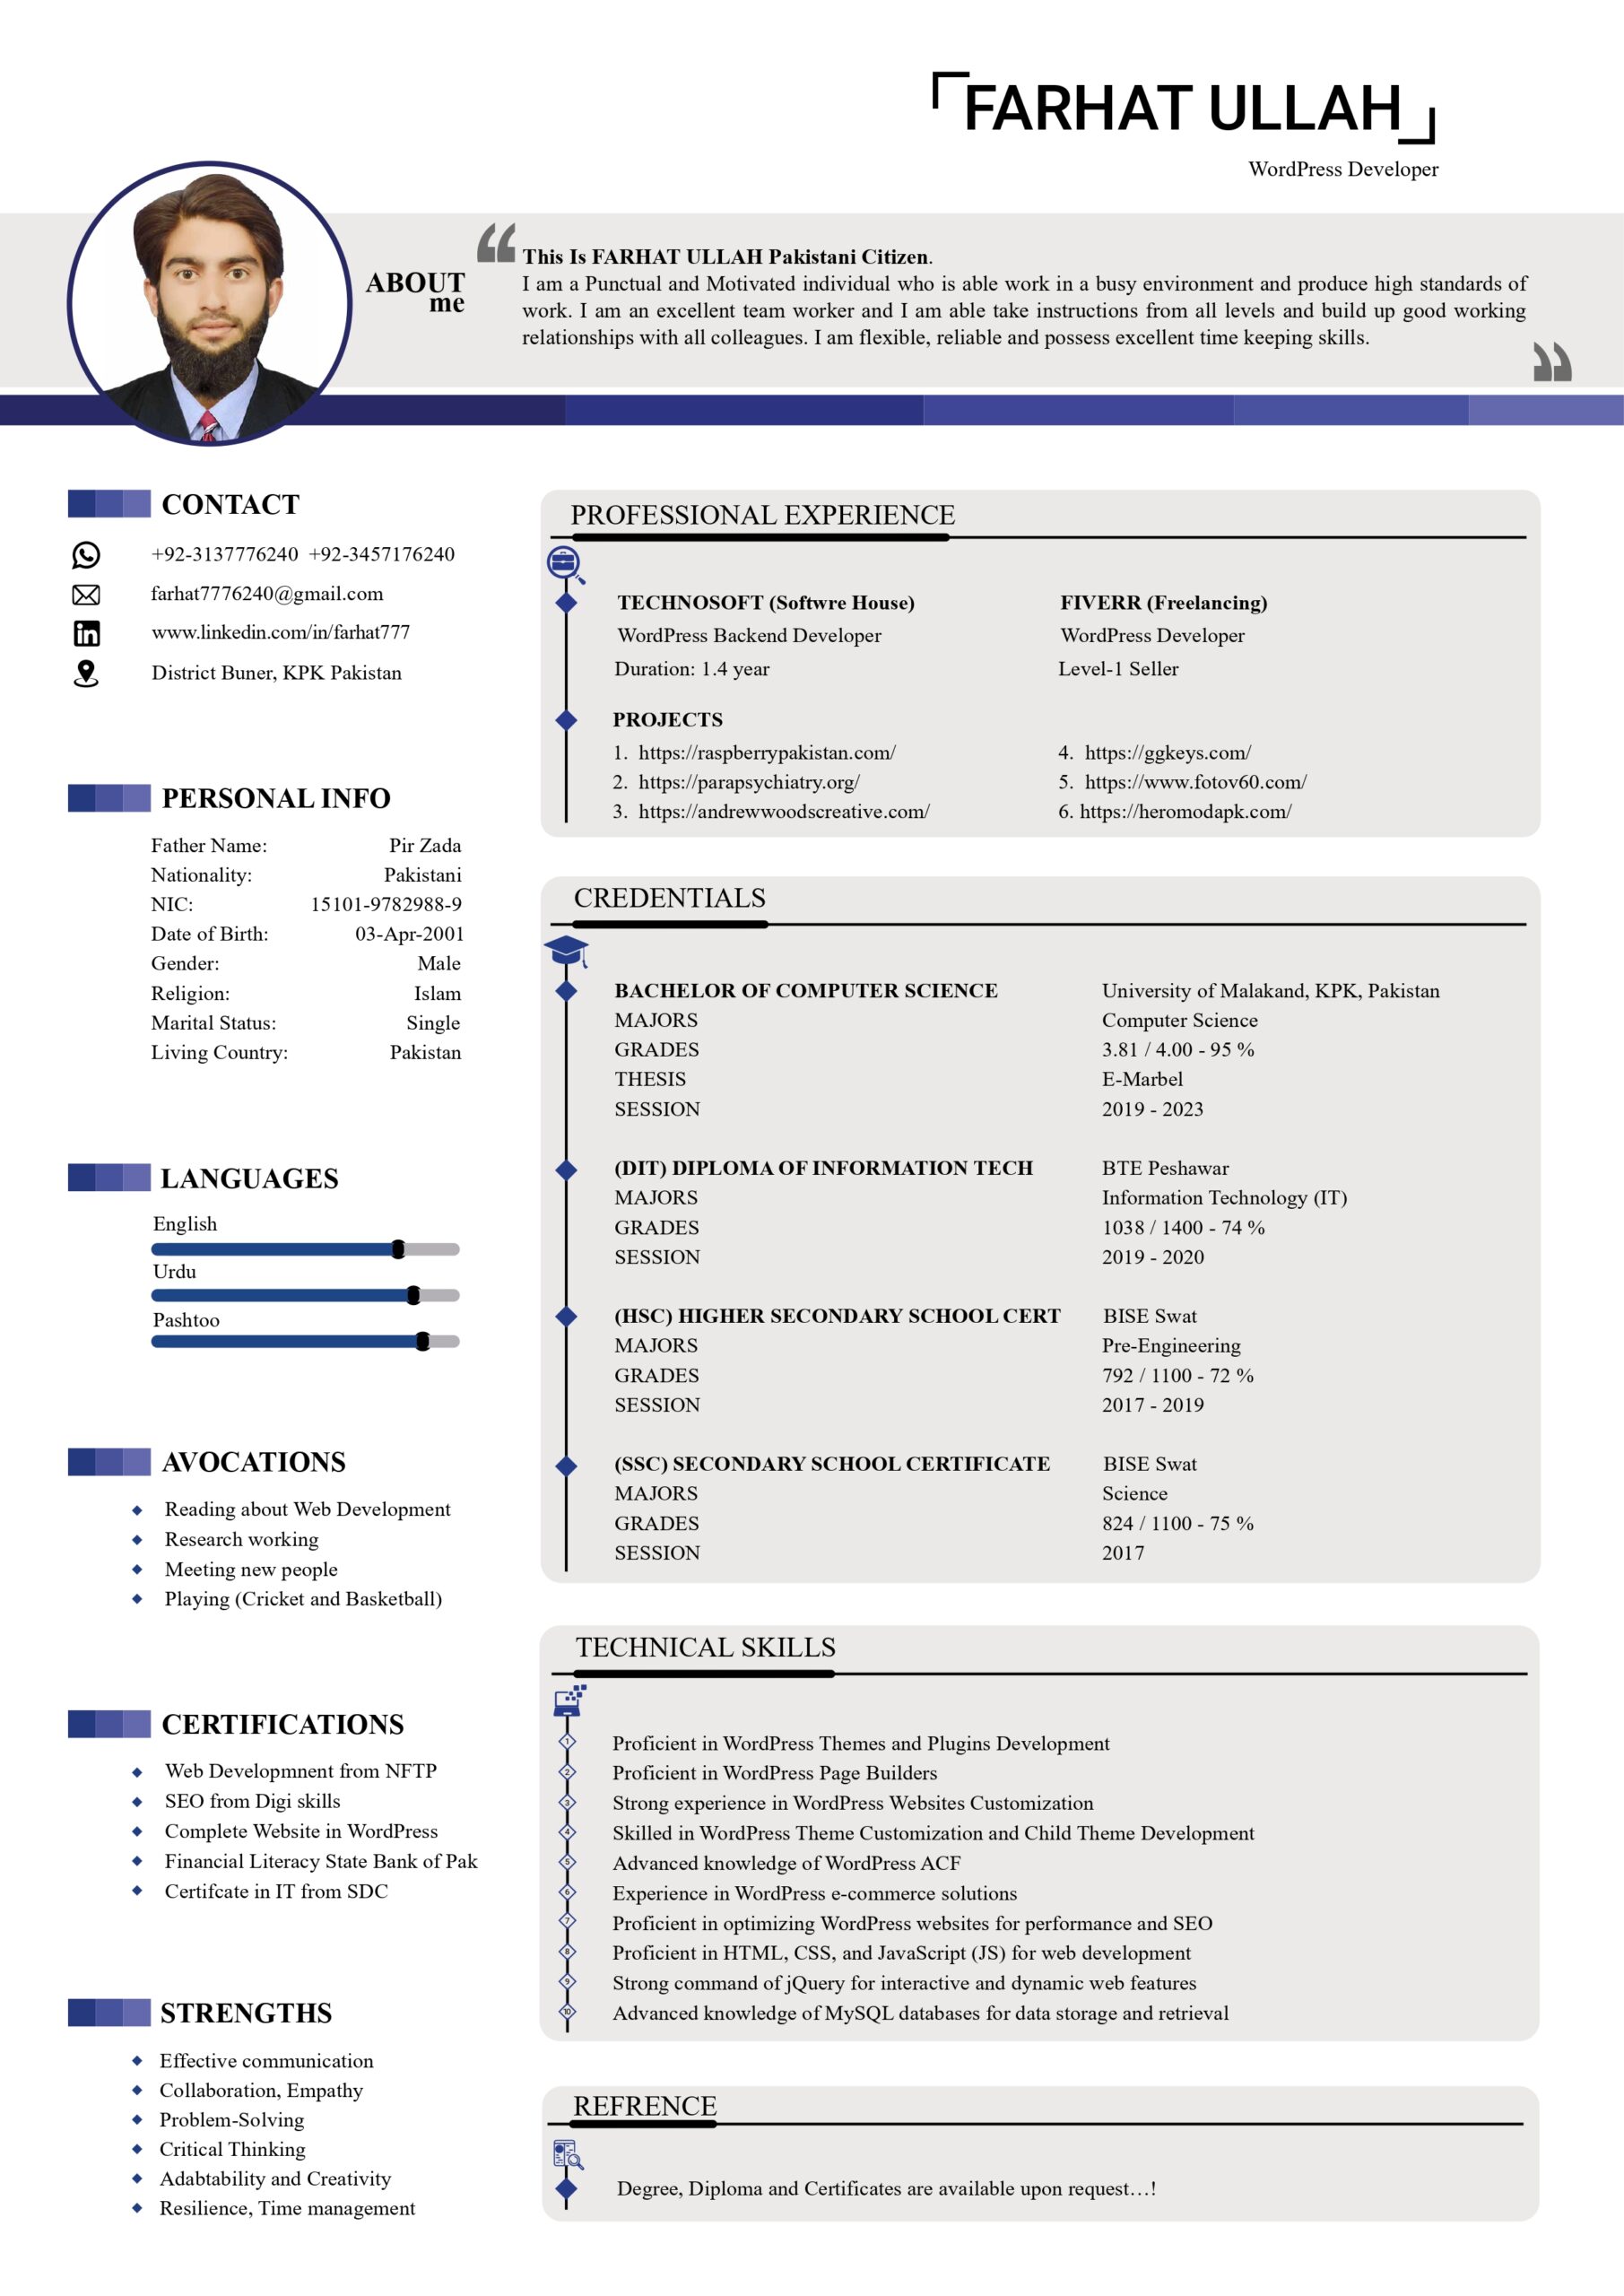 FARHAT ULLAH
WordPress Developer
ABOUT
me
This Is FARHAT ULLAH Pakistani Citizen.
I am a Punctual and Motivated individual who is able work in a busy environment and produce high standards of
work. I am an excellent team worker and I am able take instructions from all levels and build up good working
relationships with all colleagues. I am flexible, reliable and possess excellent time keeping skills.
CONTACT
+92-3137776240 +92-3457176240
farhat7776240@gmail.com
www.linkedin.com/in/farhat777
District Buner, KPK Pakistan
PERSONAL INFO
Father Name: Pir Zada
Nationality: Pakistani
NIC: 15101-9782988-9
Date of Birth: 03-Apr-2001
Gender: Male
Religion: Islam
Marital Status: Single
Living Country: Pakistan
LANGUAGES
English
Urdu
Pashtoo
AVOCATIONS
Reading about Web Development
Research working
Meeting new people
Playing (Cricket and Basketball)
CERTIFICATIONS
Web Developmnent from NFTP
SEO from Digi skills
Complete Website in WordPress
Financial Literacy State Bank of Pak
Certifcate in IT from SDC
STRENGTHS
Effective communication
Collaboration, Empathy
Problem-Solving
Critical Thinking
Adabtability and Creativity
Resilience, Time management
PROFESSIONAL EXPERIENCE
TECHNOSOFT (Softwre House)
WordPress Backend Developer
Duration: 1.4 year
FIVERR (Freelancing)
WordPress Developer
Level-1 Seller
PROJECTS
1. https://raspberrypakistan.com/
2. https://parapsychiatry.org/
3. https://andrewwoodscreative.com/
4. https://ggkeys.com/
5. https://www.fotov60.com/
6. https://heromodapk.com/
CREDENTIALS
BACHELOR OF COMPUTER SCIENCE University of Malakand, KPK, Pakistan
MAJORS Computer Science
GRADES 3.81 / 4.00 - 95 %
THESIS E-Marbel
SESSION 2019 - 2023
(DIT) DIPLOMA OF INFORMATION TECH BTE Peshawar
MAJORS Information Technology (IT)
GRADES 1038 / 1400 - 74 %
SESSION 2019 - 2020
(HSC) HIGHER SECONDARY SCHOOL CERT BISE Swat
MAJORS Pre-Engineering
GRADES 792 / 1100 - 72 %
SESSION 2017 - 2019
(SSC) SECONDARY SCHOOL CERTIFICATE BISE Swat
MAJORS Science
GRADES 824 / 1100 - 75 %
SESSION 2017
TECHNICAL SKILLS
1 Proficient in WordPress Themes and Plugins Development
2 Proficient in WordPress Page Builders
3 Strong experience in WordPress Websites Customization
4 Skilled in WordPress Theme Customization and Child Theme Development
5 Advanced knowledge of WordPress ACF
6 Experience in WordPress e-commerce solutions
7 Proficient in optimizing WordPress websites for performance and SEO
8 Proficient in HTML, CSS, and JavaScript (JS) for web development
9 Strong command of jQuery for interactive and dynamic web features
10 Advanced knowledge of MySQL databases for data storage and retrieval
REFRENCE
Degree, Diploma and Certificates are available upon request…!